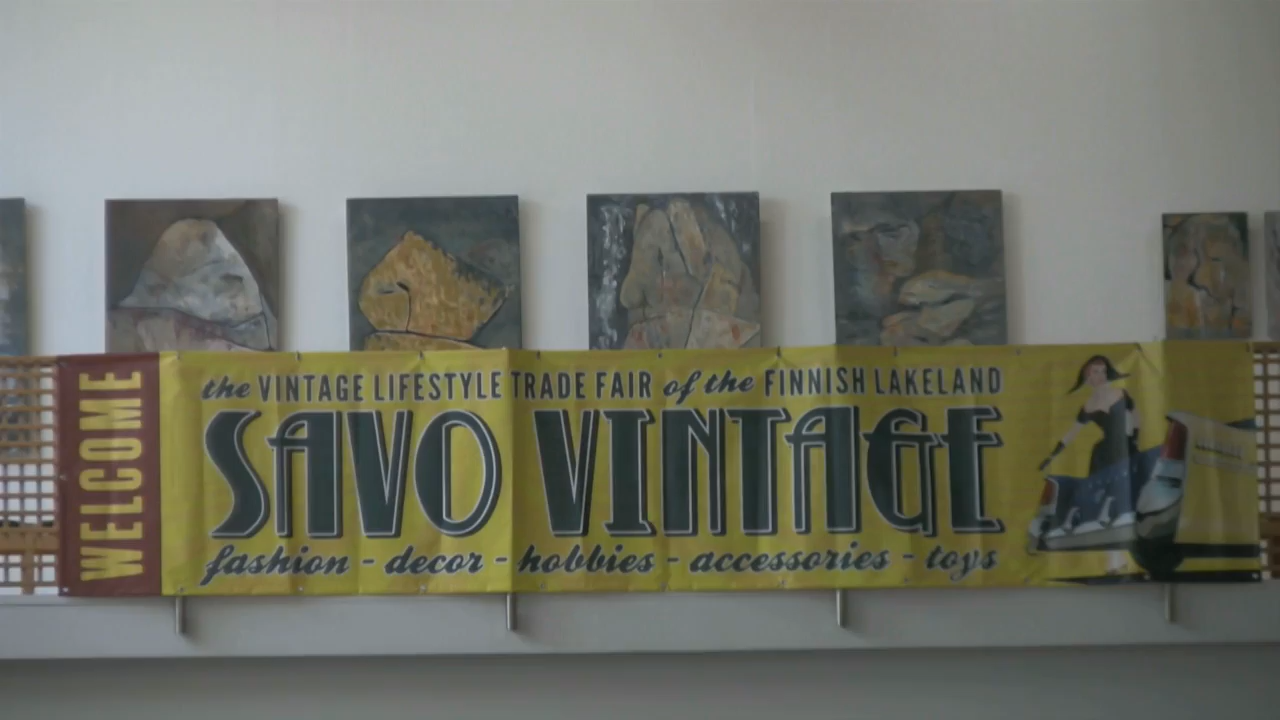 WELCOME
the VINTAGE LIFESTYLE TRADE FAIR of the FINNISH LAKELAND
SAVO VINTAGE
fashion - decor - hobbies - accessories - toys